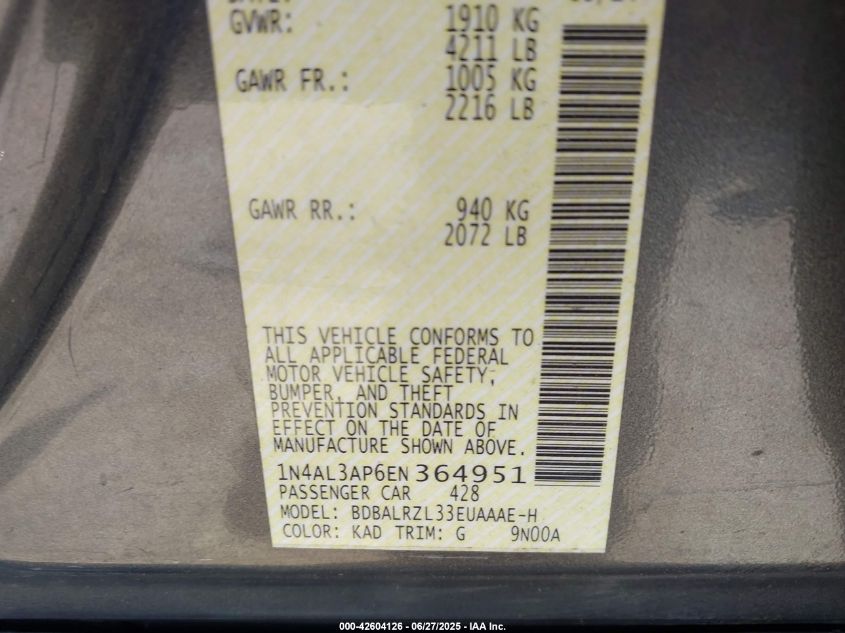 GVWR: 1910 KG
4211 LB
GAWR FR.: 1005 KG
2216 LB
GAWR RR.: 940 KG
2072 LB
THIS VEHICLE CONFORMS TO
ALL APPLICABLE FEDERAL
MOTOR VEHICLE SAFETY,
BUMPER, AND THEFT
PREVENTION STANDARDS IN
EFFECT ON THE DATE OF
MANUFACTURE SHOWN ABOVE.
1N4AL3AP6EN 364951
PASSENGER CAR 428
MODEL: BDBALRZL33EUAAAE-H
COLOR: KAD TRIM: G 9N00A
000-42604126 - 06/27/2025 - IAA Inc.